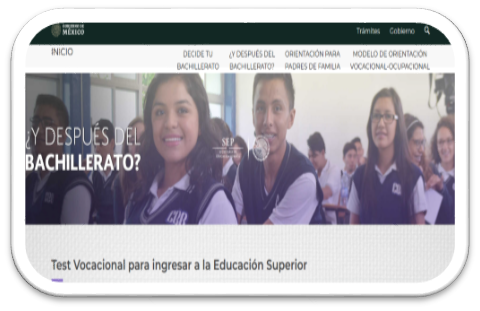 GOBIERNO DE
MÉXICO
Trámites Gobierno
INICIO
DECIDE TU
BACHILLERATO
¿Y DESPUÉS DEL
BACHILLERATO?
ORIENTACIÓN PARA
PADRES DE FAMILIA
MODELO DE ORIENTACIÓN
VOCACIONAL-OCUPACIONAL
¿Y DESPUÉS DEL
BACHILLERATO?
SEP
Test Vocacional para ingresar a la Educación Superior